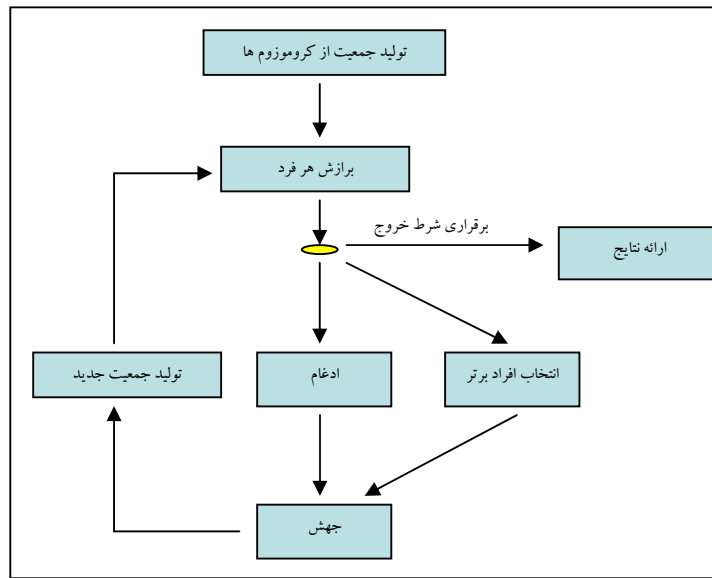 تولید جمعیت از کروموزوم ها
برازش هر فرد
برقراری شرط خروج
ارائه نتایج
تولید جمعیت جدید
ادغام
انتخاب افراد برتر
جهش